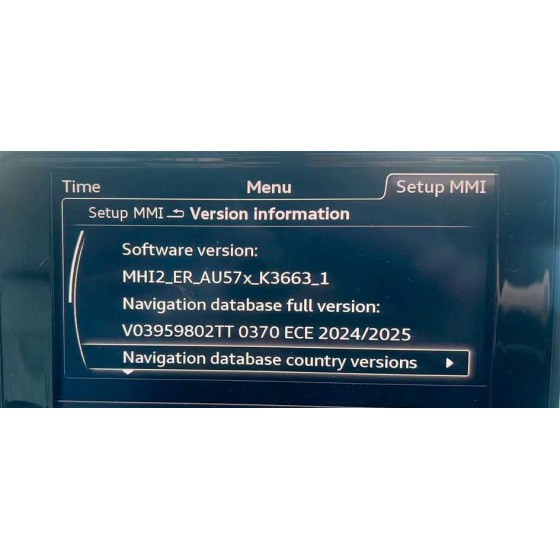 Time Menu Setup MMI
Setup MMI Version information
Software version:
MHI2_ER_AU57x_K3663_1
Navigation database full version:
V03959802TT 0370 ECE 2024/2025
Navigation database country versions